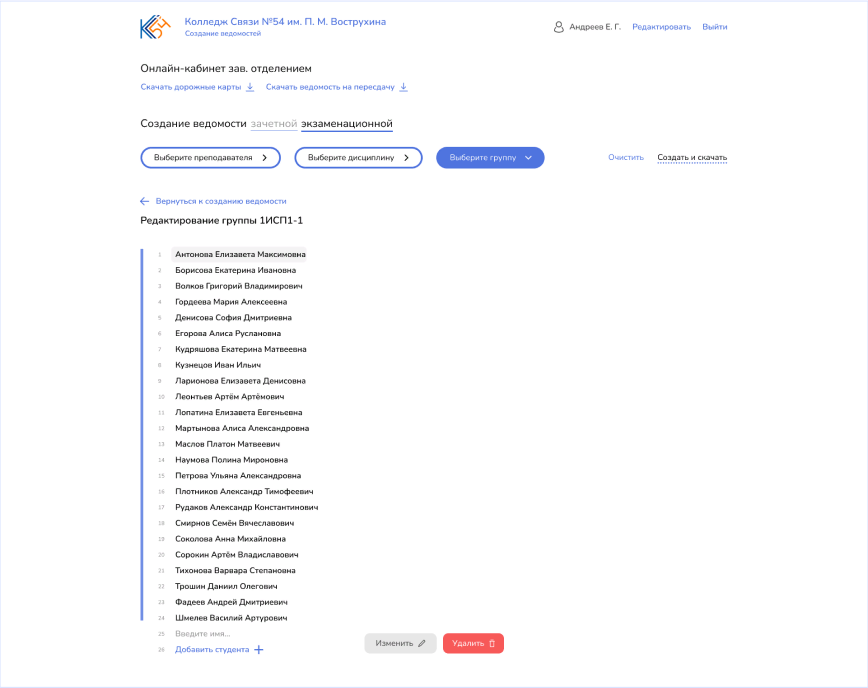 Колледж Связи №54 им. П. М. Вострухина
Создание ведомостей
Андреев Е. Г. Редактировать Выйти
Онлайн-кабинет зав. отделением
Скачать дорожные карты Скачать ведомость на пересдачу
Создание ведомости зачетной экзаменационной
Выберите преподавателя Выберите дисциплину Выберите группу Очистить Создать и скачать
Вернуться к созданию ведомости
Редактирование группы 1ИСП1-1
1 Антонова Елизавета Максимовна
2 Борисова Екатерина Ивановна
3 Волков Григорий Владимирович
4 Гордеева Мария Алексеевна
5 Денисова София Дмитриевна
6 Егорова Алиса Руслановна
7 Кудряшова Екатерина Матвеевна
8 Кузнецов Иван Ильич
9 Ларионова Елизавета Денисовна
10 Леонтьев Артём Артёмович
11 Лопатина Елизавета Евгеньевна
12 Мартынова Алиса Александровна
13 Маслов Платон Матвеевич
14 Наумова Полина Мироновна
15 Петрова Ульяна Александровна
16 Плотников Александр Тимофеевич
17 Рудаков Александр Константинович
18 Смирнов Семён Вячеславович
19 Соколова Анна Михайловна
20 Сорокин Артём Владиславович
21 Тихонова Варвара Степановна
22 Трошин Даниил Олегович
23 Фадеев Андрей Дмитриевич
24 Шмелев Василий Артурович
25 Введите имя...
26 Добавить студента
Изменить Удалить